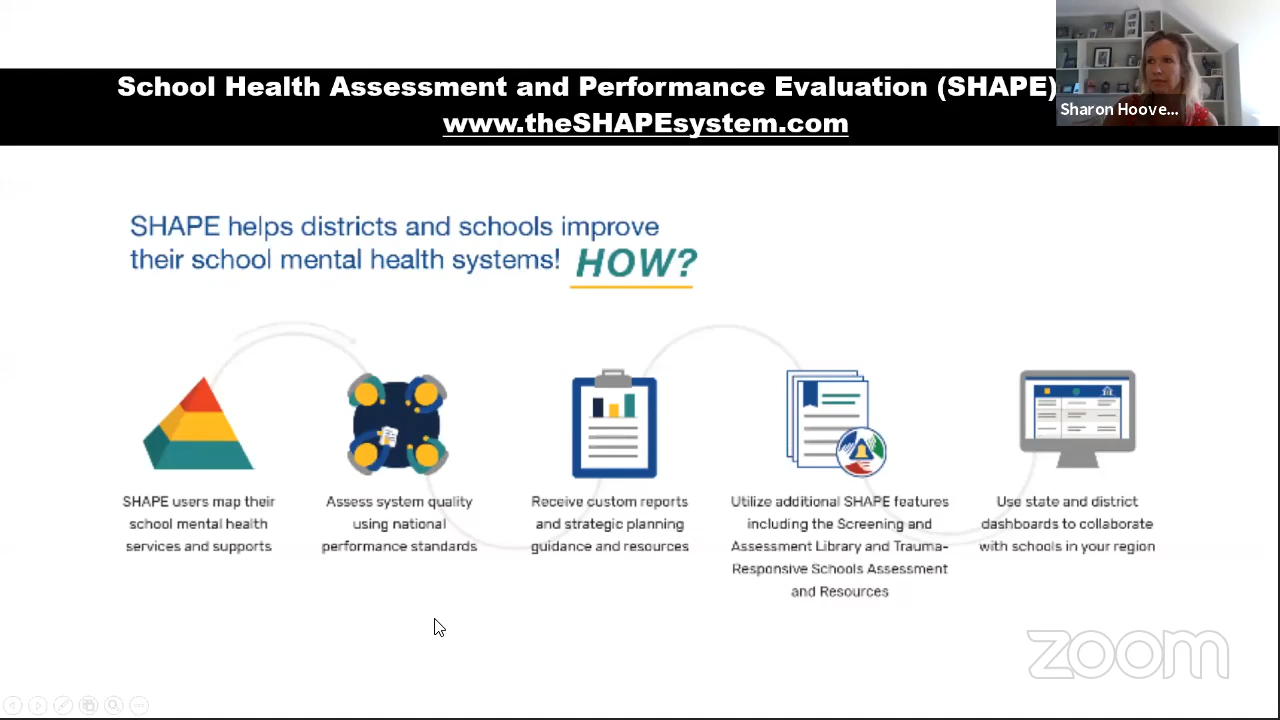 School Health Assessment and Performance Evaluation (SHAPE)
www.theSHAPEsystem.com
Sharon Hoove...
SHAPE helps districts and schools improve
their school mental health systems! HOW?
SHAPE users map their
school mental health
services and supports
Assess system quality
using national
performance standards
Receive custom reports
and strategic planning
guidance and resources
Utilize additional SHAPE features
including the Screening and
Assessment Library and Trauma-
Responsive Schools Assessment
and Resources
Use state and district
dashboards to collaborate
with schools in your region
zoom